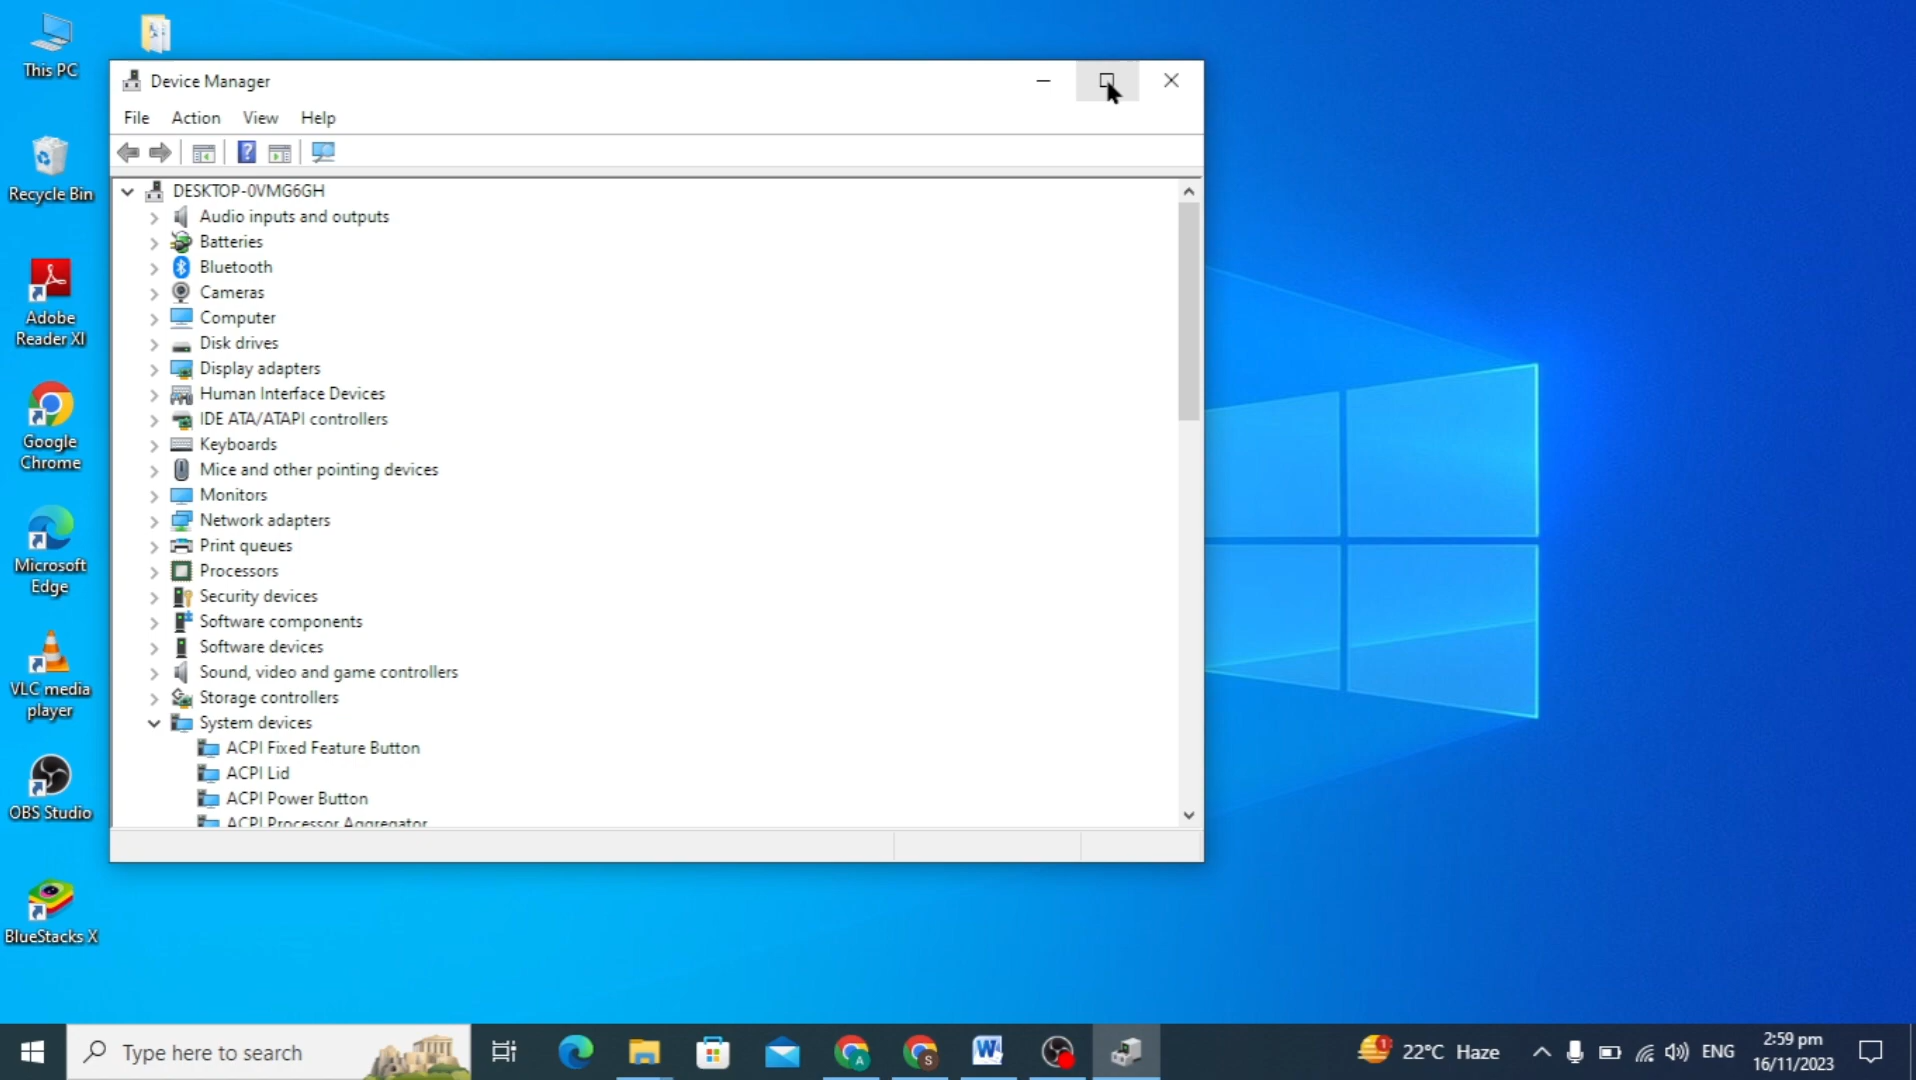 This PC
Recycle Bin
Adobe
Reader XI
Google
Chrome
Microsoft
Edge
VLC media
player
OBS Studio
BlueStacks X
Device Manager
File Action View Help
DESKTOP-0VMG6GH
Audio inputs and outputs
Batteries
Bluetooth
Cameras
Computer
Disk drives
Display adapters
Human Interface Devices
IDE ATA/ATAPI controllers
Keyboards
Mice and other pointing devices
Monitors
Network adapters
Print queues
Processors
Security devices
Software components
Software devices
Sound, video and game controllers
Storage controllers
System devices
ACPI Fixed Feature Button
ACPI Lid
ACPI Power Button
ACPI Processor Aggregator
Type here to search
22°C Haze
ENG
2:59 pm
16/11/2023